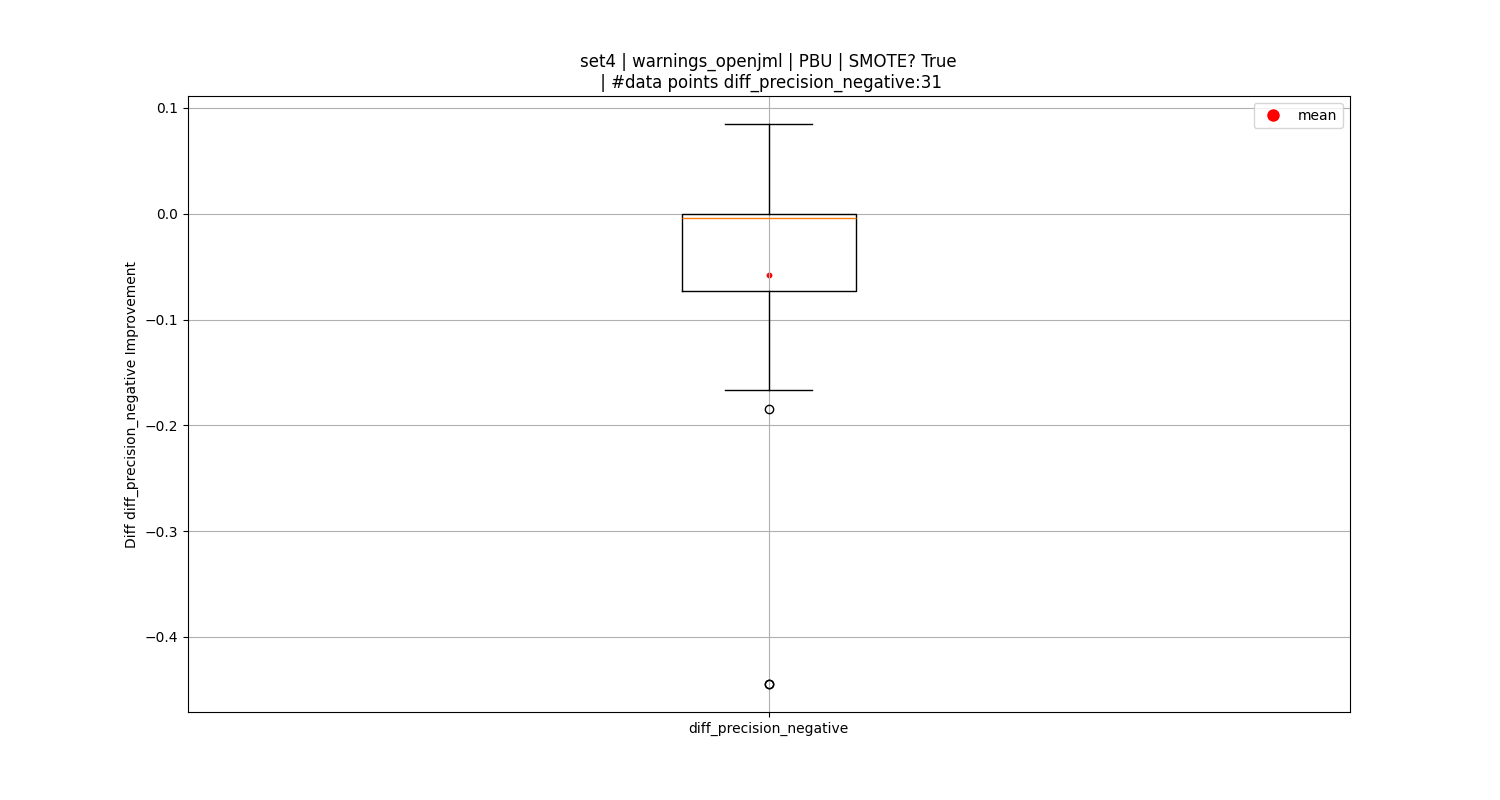 set4 | warnings_openjml | PBU | SMOTE? True
| #data points diff_precision_negative:31
mean
0.1
0.0
−0.1
−0.2
−0.3
−0.4
Diff diff_precision_negative Improvement
diff_precision_negative